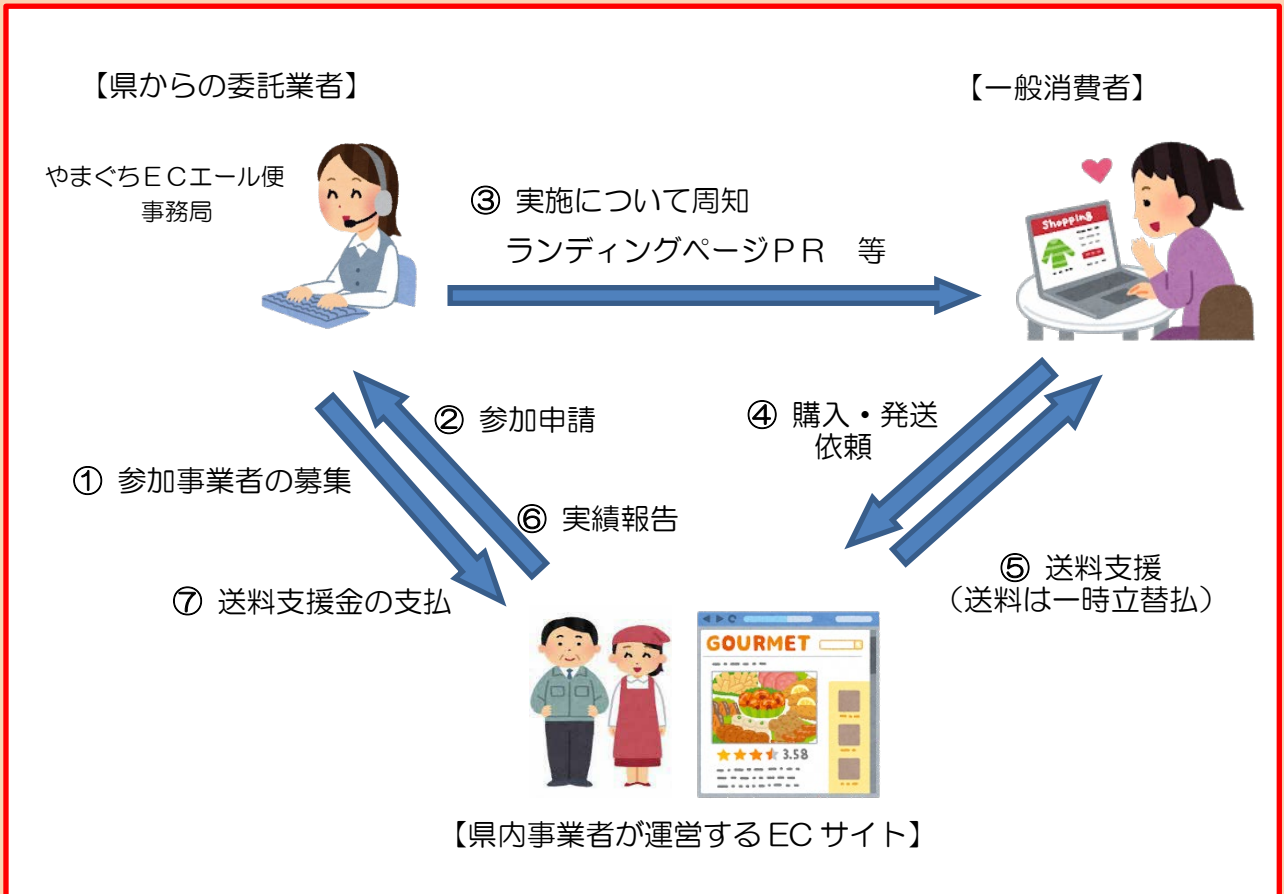 【県からの委託業者】
【一般消費者】
やまぐちＥＣエール便
事務局
③ 実施について周知
ランディングページＰＲ　等
Shopping
② 参加申請
④ 購入・発送
依頼
① 参加事業者の募集
⑥ 実績報告
⑤ 送料支援
（送料は一時立替払）
⑦ 送料支援金の支払
GOURMET
3.58
【県内事業者が運営する EC サイト】